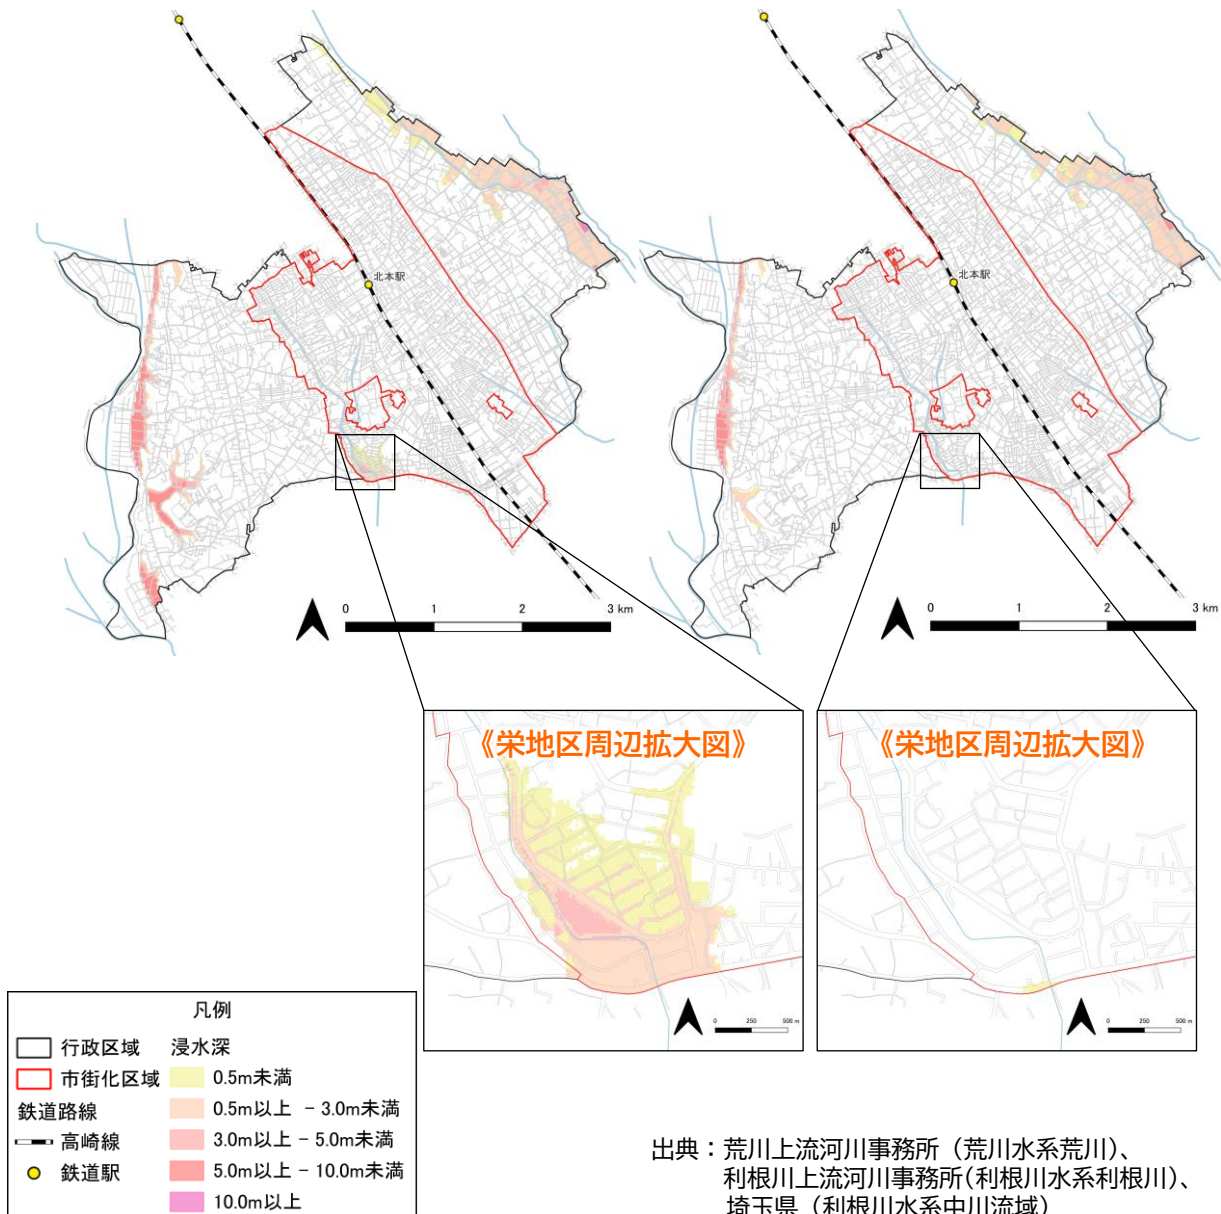 北本駅
北本駅
0 1 2 3 km
0 1 2 3 km
《栄地区周辺拡大図》
《栄地区周辺拡大図》
0 250 500 m
0 250 500 m
凡例
行政区域
市街化区域
鉄道路線
高崎線
鉄道駅
浸水深
0.5m未満
0.5m以上 － 3.0m未満
3.0m以上 － 5.0m未満
5.0m以上 － 10.0m未満
10.0m以上
出典：荒川上流河川事務所（荒川水系荒川）、
利根川上流河川事務所（利根川水系利根川）、
埼玉県（利根川水系中川流域）